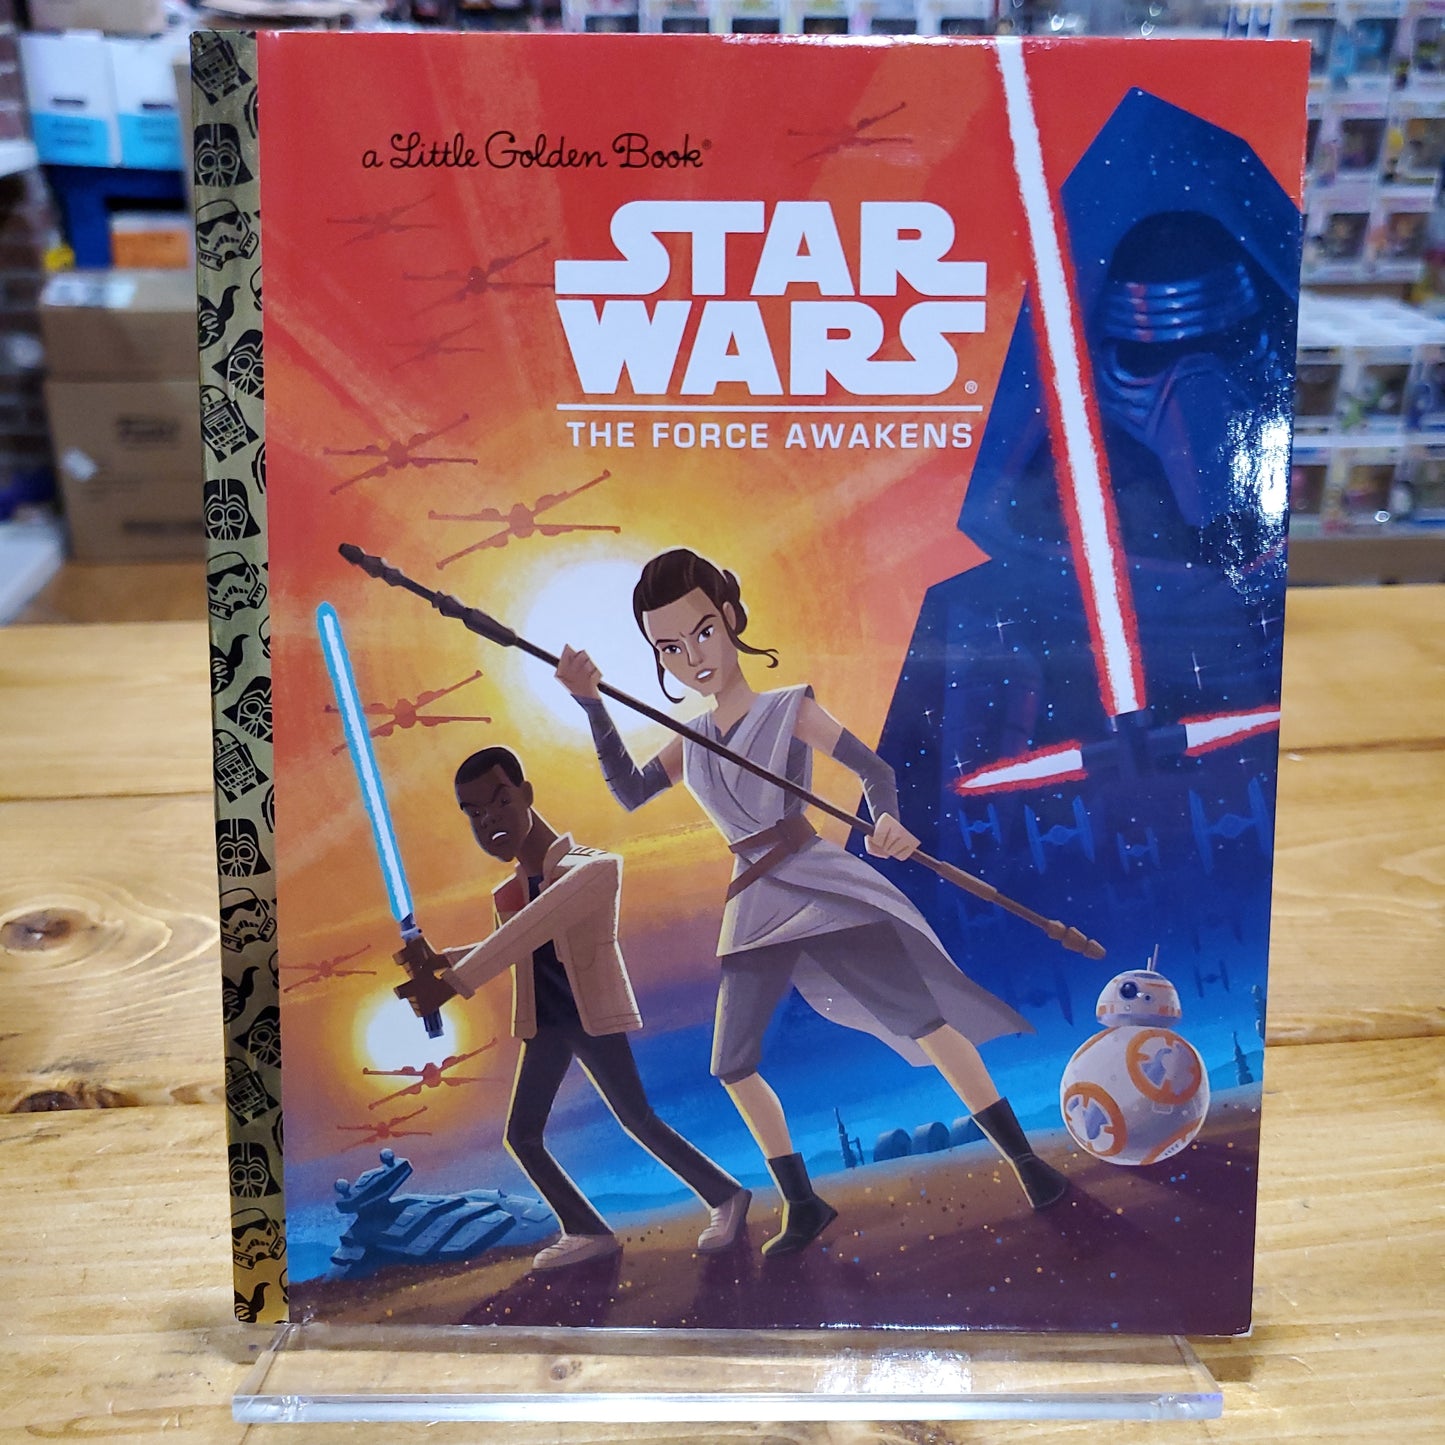 a Little Golden Book®
STAR
WARS®
THE FORCE AWAKENS